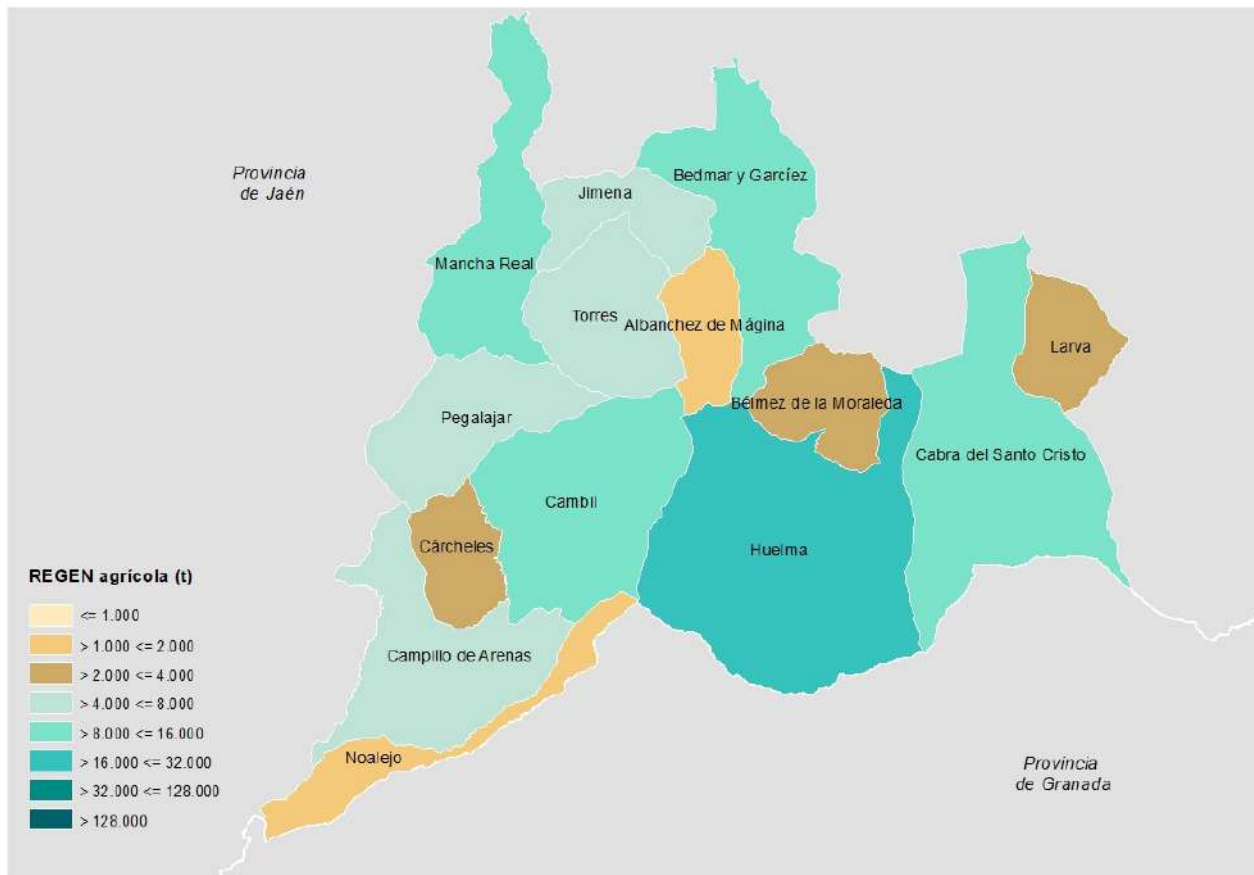 Provincia
de Jaén
Bedmar y Garcíez
Jimena
Mancha Real
Torres
Albanchez de Mágina
Larva
Pegalajar
Bélmez de la Moraleda
Cabra del Santo Cristo
Cambil
Cárcheles
Huelma
Campillo de Arenas
Noalejo
Provincia
de Granada
REGEN agrícola (t)
<= 1.000
> 1.000 <= 2.000
> 2.000 <= 4.000
> 4.000 <= 8.000
> 8.000 <= 16.000
> 16.000 <= 32.000
> 32.000 <= 128.000
> 128.000